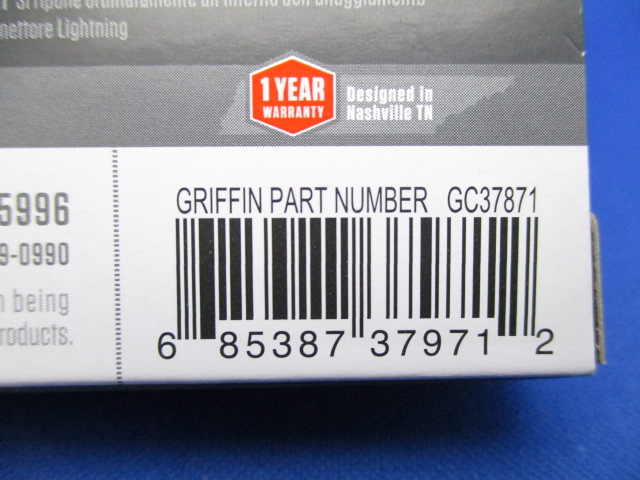 nettore Lightning
1 YEAR
WARRANTY
Designed in
Nashville TN
5996
9-0990
being
roducts.
GRIFFIN PART NUMBER GC37871
6 85387 37971 2